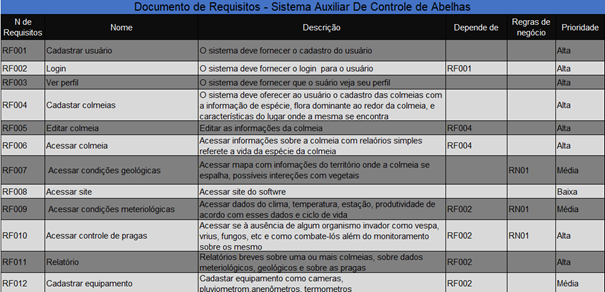 Documento de Requisitos - Sistema Auxiliar De Controle de Abelhas
N de Requisitos Nome Descrição Depende de Regras de negócio Prioridade
RF001 Cadastrar usuário O sistema deve fornecer o cadastro do usuário Alta
RF002 Login O sistema deve fornecer o login para o usuário RF001 Alta
RF003 Ver perfil O sistema deve fornecer que o suário veja seu perfil Alta
RF004 Cadastar colmeias O sistema deve oferecer ao usúario o cadastro das colmeias com
a informação de espécie, flora dominante ao redor da colmeia, e
características do lugar onde a mesma se encontra Alta
RF005 Editar colmeia Editar as informações da colmeia RF004 Alta
RF006 Acessar colmeia Acessar informações sobre a colmeia com relaórios simples
referete a vida da espécie da colmeia RF004 Alta
RF007 Acessar condições geológicas Acessar mapa com infomações do território onde a colmeia se
espalha, possíveis intereções com vegetais RN01 Média
RF008 Acessar site Acessar site do softwre Baixa
RF009 Acessar condições meteriológicas Acessar dados do clima, temperatura, estação, produtividade de
acordo com esses dados e ciclo de vida RF002 RN01 Média
RF010 Acessar controle de pragas Acessar se à ausência de algum organismo invador como vespa,
vrius, fungos, etc e como combate-lós além do monitoramento
sobre os mesmo RF002 RN01 Alta
RF011 Relatório Relatórios breves sobre uma ou mais colmeias, sobre dados
meteriológicos, geológicos e sobre as pragas RF002 Alta
RF012 Cadastrar equipamento Cadastar equipamento como cameras,
pluviometrom,anenômetros, termometros RF002 Média